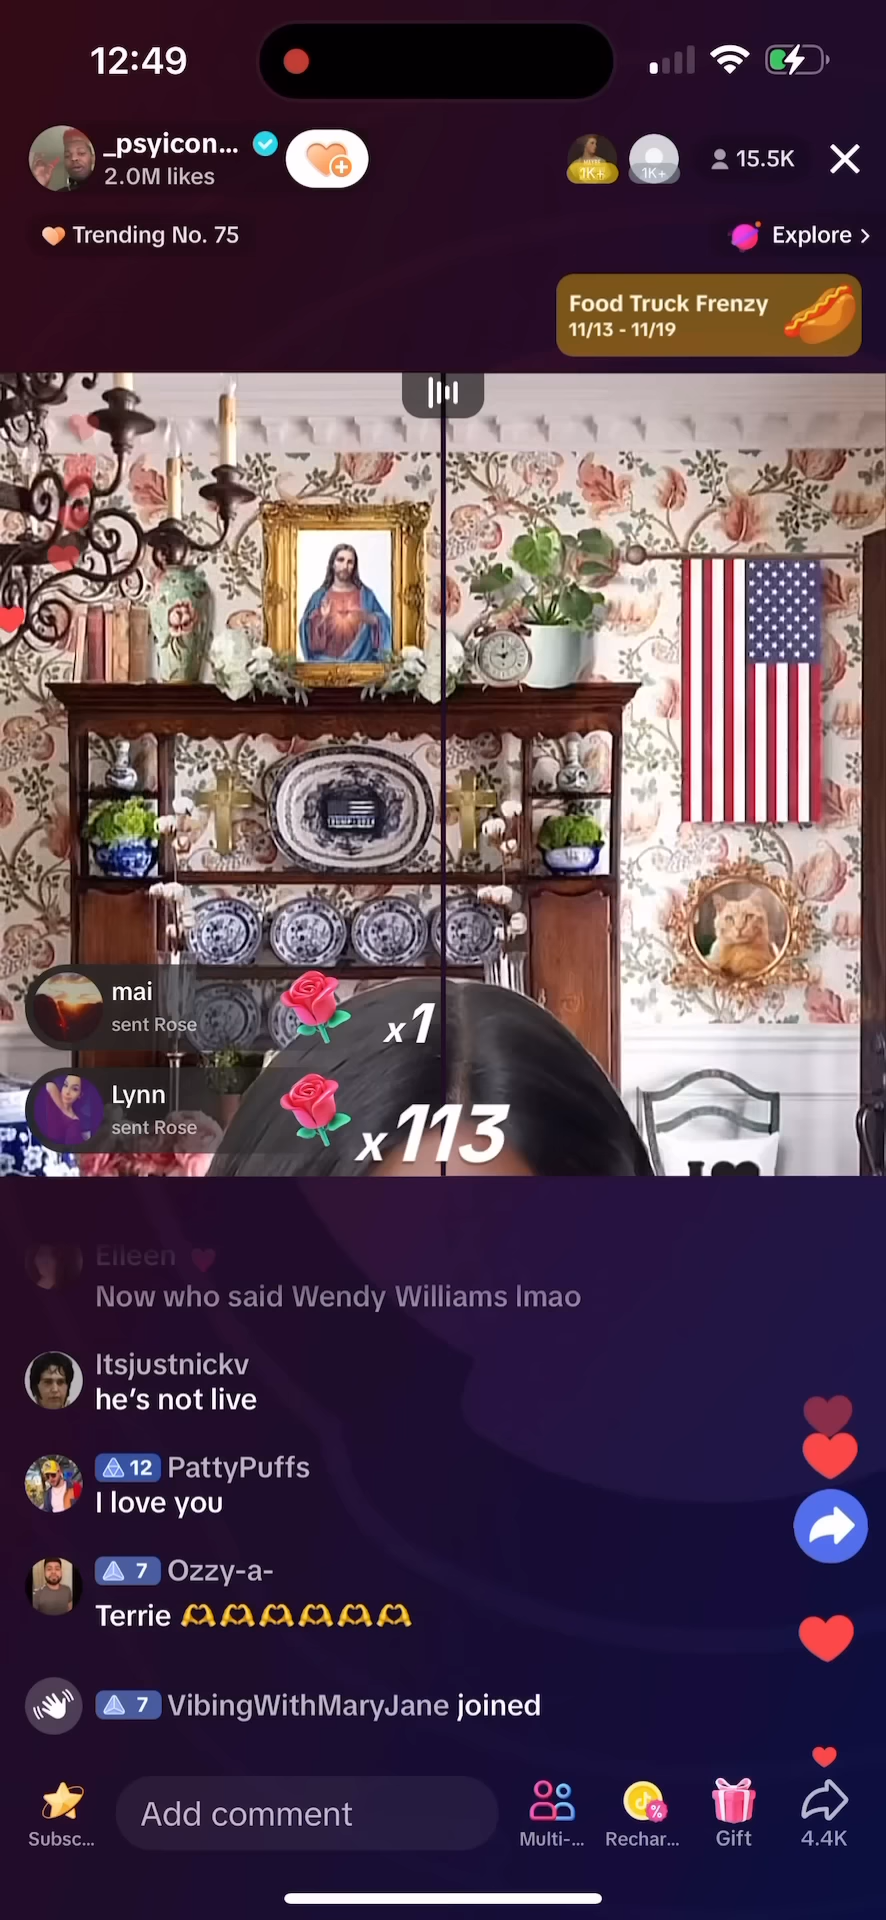 12:49
_psyicon...
2.0M likes
1K+
1K+
15.5K
Trending No. 75
Explore >
Food Truck Frenzy
11/13 - 11/19
mai
sent Rose
x1
Lynn
sent Rose
x113
I
Eileen
Now who said Wendy Williams lmao
Itsjustnickv
he's not live
12 PattyPuffs
I love you
7 Ozzy-a-
Terrie 🫶🫶🫶🫶🫶🫶
7 VibingWithMaryJane joined
Add comment
Subsc...
Multi-...
Rechar...
Gift
4.4K